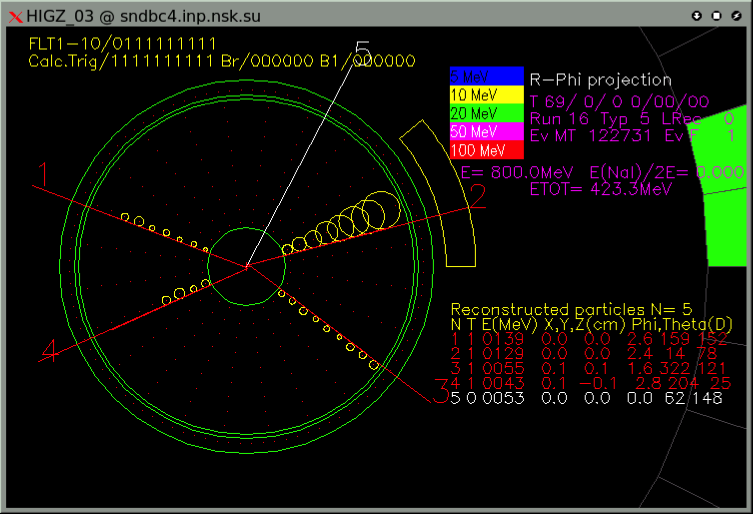 HIGZ_03 @ sndbc4.inp.nsk.su
FLT1-10/0111111111
Calc.Trig/1111111111 Br/000000 B1/000000
5
1
2
4
3
5 MeV
10 MeV
20 MeV
50 MeV
100 MeV
R-Phi projection
T 69/ 0/ 0 0/00/00
Run 16 Typ 5 LRec 0
Ev MT 122731 Ev F 1
E= 800.0MeV E(NaI)/2E= 0.000
ETOT= 423.3MeV
Reconstructed particles N= 5
N T E(MeV) X,Y,Z(cm) Phi,Theta(D)
1 1 0139 0.0 0.0 2.6 159 152
2 1 0129 0.0 0.0 2.4 14 78
3 1 0055 0.1 0.1 1.6 322 121
4 1 0043 0.1 -0.1 2.8 204 25
5 0 0053 0.0 0.0 0.0 62 148